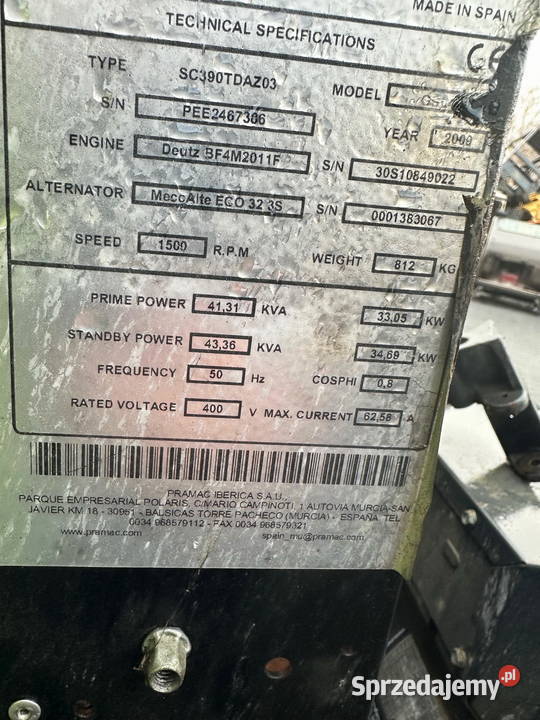 MADE IN SPAIN
TECHNICAL SPECIFICATIONS
CE
TYPE SC390TDAZ03 MODEL
S/N PEE2467306 YEAR 2009
ENGINE Deutz BF4M2011F S/N 30S10849022
ALTERNATOR MeccAlte ECO 32 3S S/N 0001383067
SPEED 1500 R.P.M WEIGHT 812 KG
PRIME POWER 41,31 KVA 33,05 KW
STANDBY POWER 43,36 KVA 34,69 KW
FREQUENCY 50 Hz COSPHI 0,8
RATED VOLTAGE 400 V MAX. CURRENT 62,58 A
PRAMAC IBERICA S.A.U.,
PARQUE EMPRESARIAL POLARIS, C/MARIO CAMPINOTI, 1 AUTOVIA MURCIA-SAN
JAVIER KM 18 - 30591 - BALSICAS TORRE PACHECO (MURCIA) - ESPAÑA TEL
0034 968579112 - FAX 0034 968579321
www.pramac.com spain_mu@pramac.com
Sprzedajemy.pl